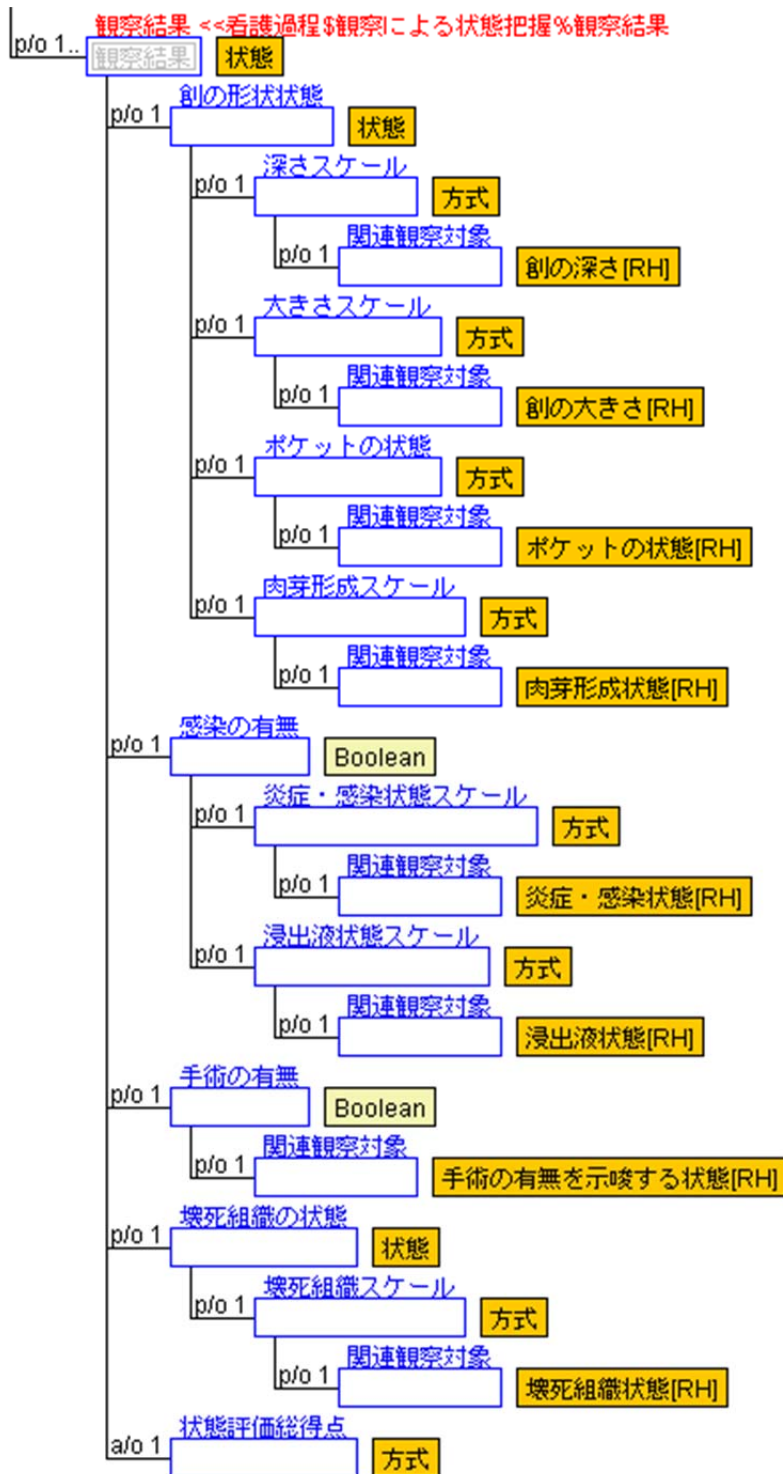 観察結果 <<看護過程$観察による状態把握%観察結果
p/o 1.. 観察結果 状態
創の形状状態
p/o 1 状態
深さスケール
p/o 1 方式
関連観察対象
p/o 1 創の深さ[RH]
大きさスケール
p/o 1 方式
関連観察対象
p/o 1 創の大きさ[RH]
ポケットの状態
p/o 1 方式
関連観察対象
p/o 1 ポケットの状態[RH]
肉芽形成スケール
p/o 1 方式
関連観察対象
p/o 1 肉芽形成状態[RH]
感染の有無
p/o 1 Boolean
炎症・感染状態スケール
p/o 1 方式
関連観察対象
p/o 1 炎症・感染状態[RH]
浸出液状態スケール
p/o 1 方式
関連観察対象
p/o 1 浸出液状態[RH]
手術の有無
p/o 1 Boolean
関連観察対象
p/o 1 手術の有無を示唆する状態[RH]
壊死組織の状態
p/o 1 状態
壊死組織スケール
p/o 1 方式
関連観察対象
p/o 1 壊死組織状態[RH]
状態評価総得点
a/o 1 方式